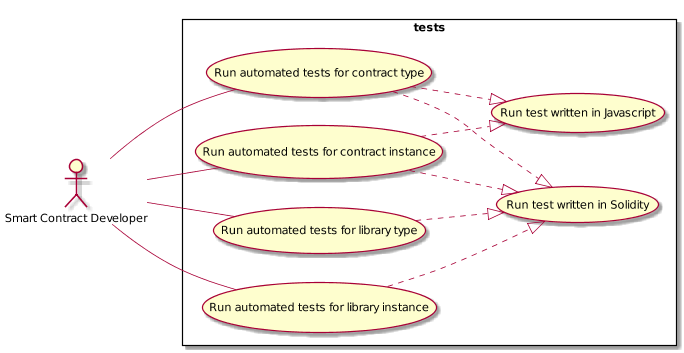 tests
Run automated tests for contract type
Run test written in Javascript
Run automated tests for contract instance
Run test written in Solidity
Smart Contract Developer
Run automated tests for library type
Run automated tests for library instance